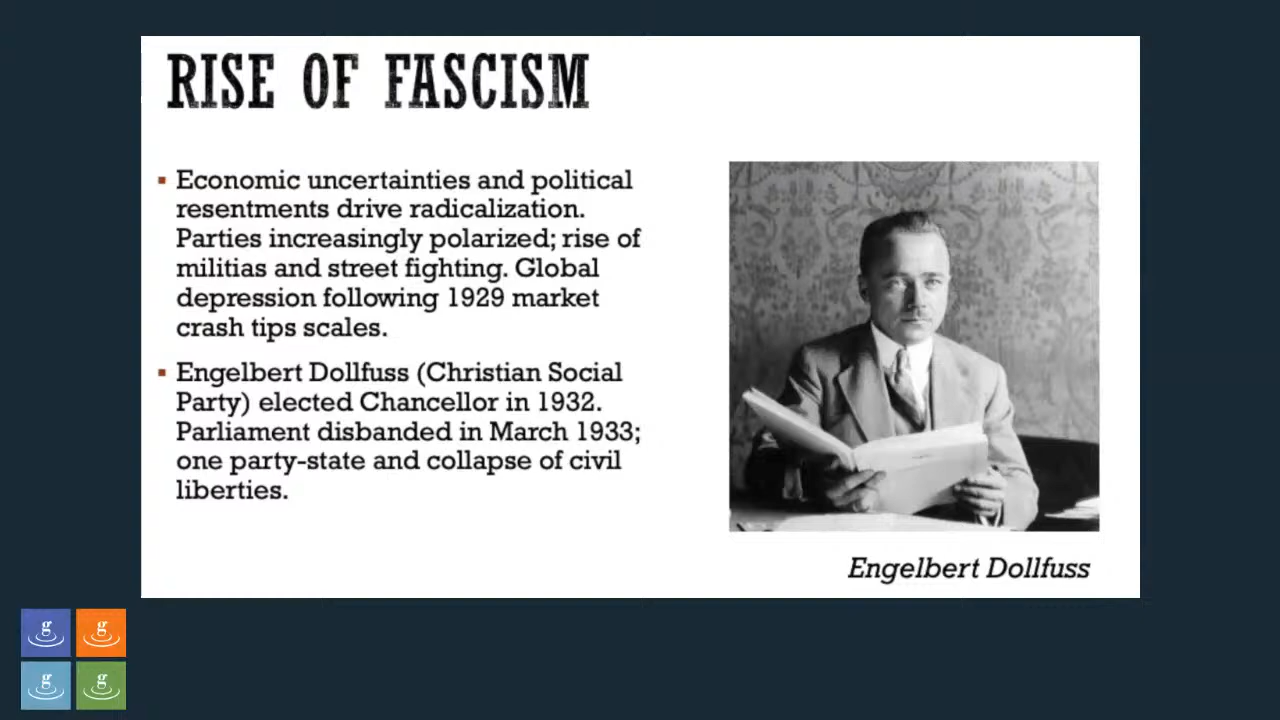 RISE OF FASCISM
▪ Economic uncertainties and political
resentments drive radicalization.
Parties increasingly polarized; rise of
militias and street fighting. Global
depression following 1929 market
crash tips scales.
▪ Engelbert Dollfuss (Christian Social
Party) elected Chancellor in 1932.
Parliament disbanded in March 1933;
one party-state and collapse of civil
liberties.
Engelbert Dollfuss
g g
g g